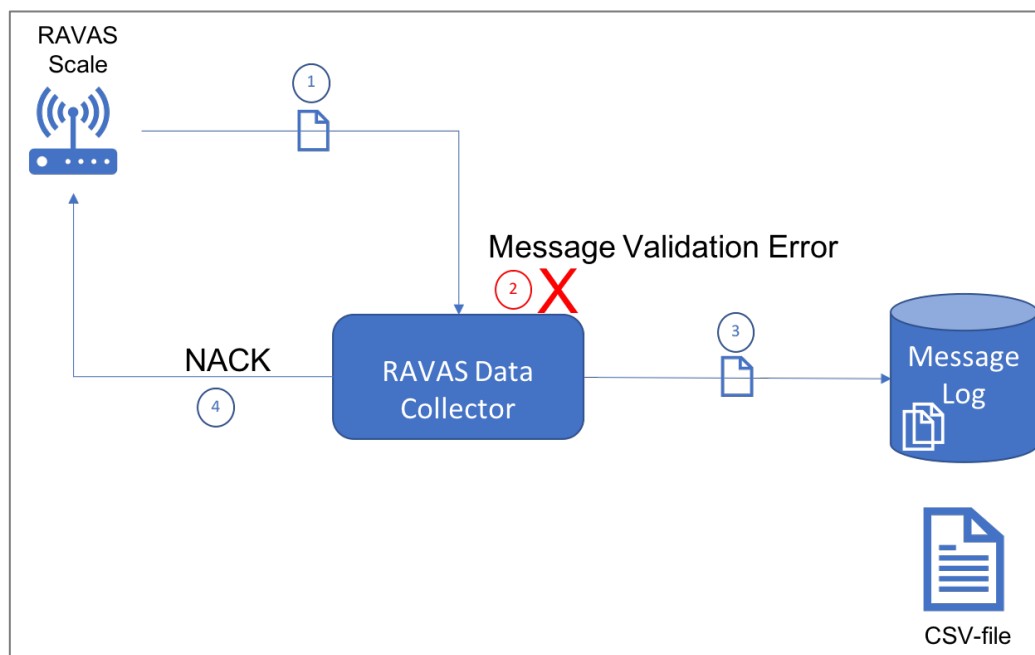 RAVAS
Scale
1
Message Validation Error
2
X
3
NACK
4
RAVAS Data
Collector
Message
Log
CSV-file